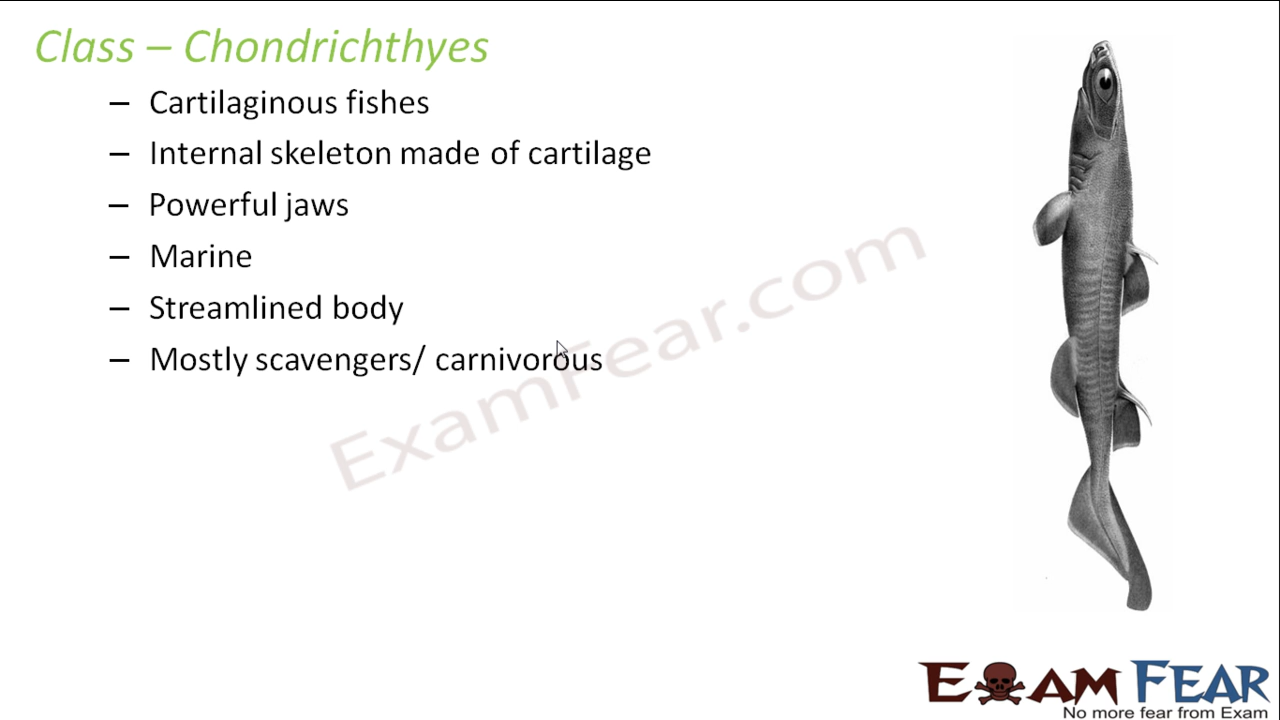 Class – Chondrichthyes
– Cartilaginous fishes
– Internal skeleton made of cartilage
– Powerful jaws
– Marine
– Streamlined body
– Mostly scavengers/ carnivorous
ExamFear.com
EXAM FEAR
No more fear from Exam